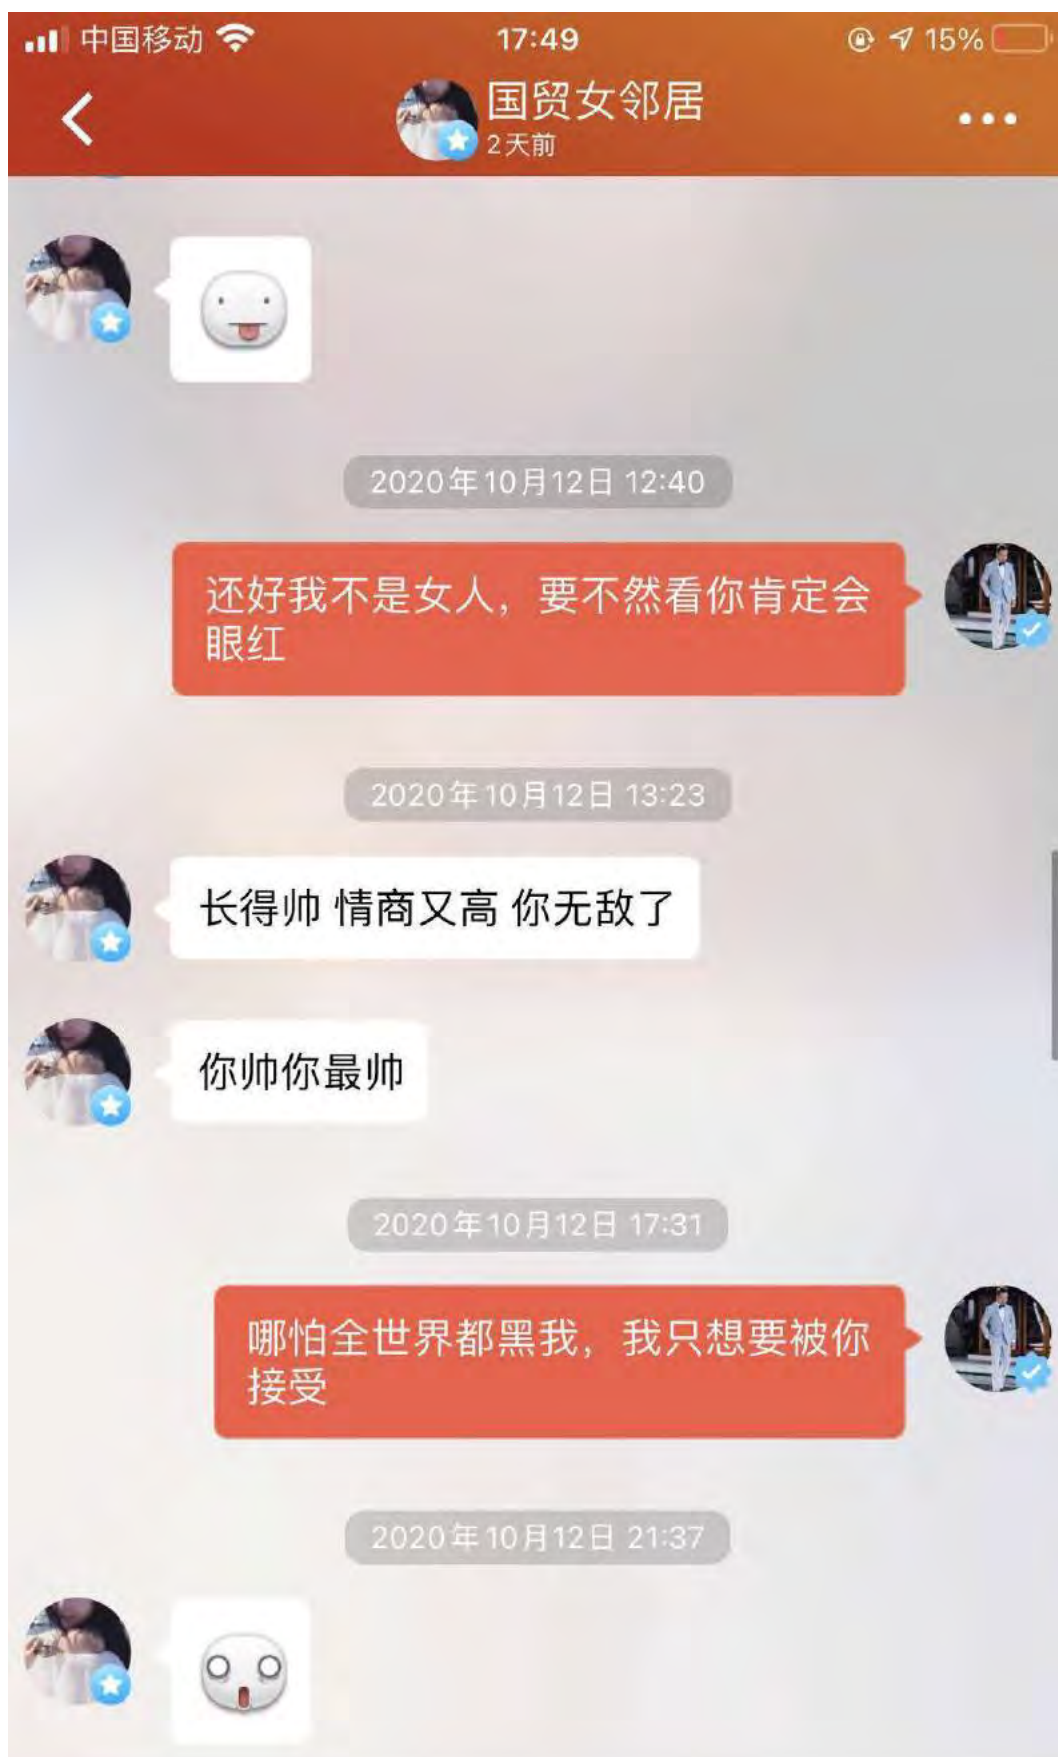 中国移动 17:49 15%
国贸女邻居
2天前
2020年10月12日 12:40
还好我不是女人，要不然看你肯定会
眼红
2020年10月12日 13:23
长得帅 情商又高 你无敌了
你帅你最帅
2020年10月12日 17:31
哪怕全世界都黑我，我只想要被你
接受
2020年10月12日 21:37